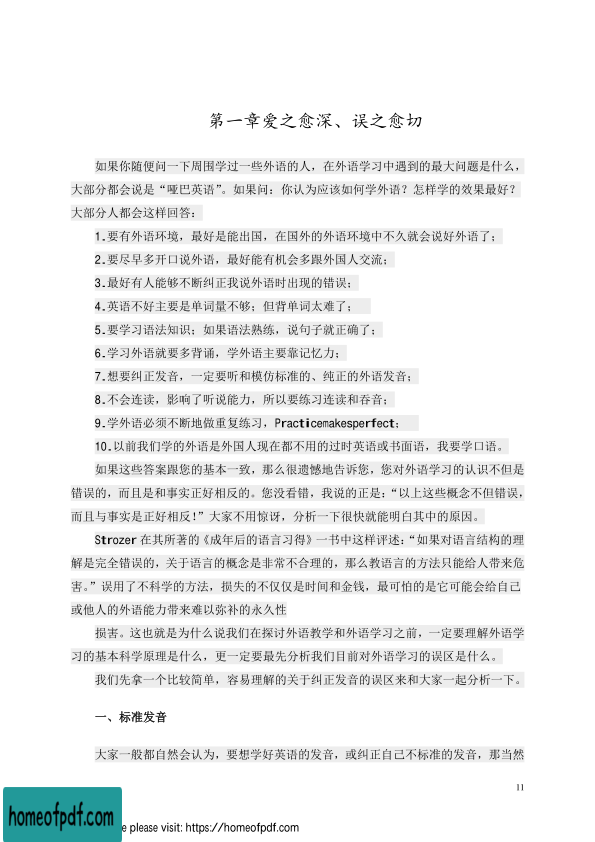 第一章爱之愈深、误之愈切
如果你随便问一下周围学过一些外语的人，在外语学习中遇到的最大问题是什么，
大部分都会说是“哑巴英语”。如果问：你认为应该如何学外语？怎样学的效果最好？
大部分人都会这样回答：
1.要有外语环境，最好是能出国，在国外的外语环境中不久就会说好外语了；
2.要尽早多开口说外语，最好能有机会多跟外国人交流；
3.最好有人能够不断纠正我说外语时出现的错误；
4.英语不好主要是单词量不够；但背单词太难了；
5.要学习语法知识；如果语法熟练，说句子就正确了；
6.学习外语就要多背诵，学外语主要靠记忆力；
7.想要纠正发音，一定要听和模仿标准的、纯正的外语发音；
8.不会连读，影响了听说能力，所以要练习连读和吞音；
9.学外语必须不断地做重复练习，Practicemakesperfect；
10.以前我们学的外语是外国人现在都不用的过时英语或书面语，我要学口语。
如果这些答案跟您的基本一致，那么很遗憾地告诉您，您对外语学习的认识不但是
错误的，而且是和事实正好相反的。您没看错，我说的正是：“以上这些概念不但错误，
而且与事实是正好相反！”大家不用惊讶，分析一下很快就能明白其中的原因。
Strozer 在其所著的《成年后的语言习得》一书中这样评述：“如果对语言结构的理
解是完全错误的，关于语言的概念是非常不合理的，那么教语言的方法只能给人带来危
害。”误用了不科学的方法，损失的不仅仅是时间和金钱，最可怕的是它可能会给自己
或他人的外语能力带来难以弥补的永久性
损害。这也就是为什么说我们在探讨外语教学和外语学习之前，一定要理解外语学
习的基本科学原理是什么，更一定要最先分析我们目前对外语学习的误区是什么。
我们先拿一个比较简单，容易理解的关于纠正发音的误区来和大家一起分析一下。
一、标准发音
大家一般都自然会认为，要想学好英语的发音，或纠正自己不标准的发音，那当然
11
homeofpdf.com
e please visit: https://homeofpdf.com